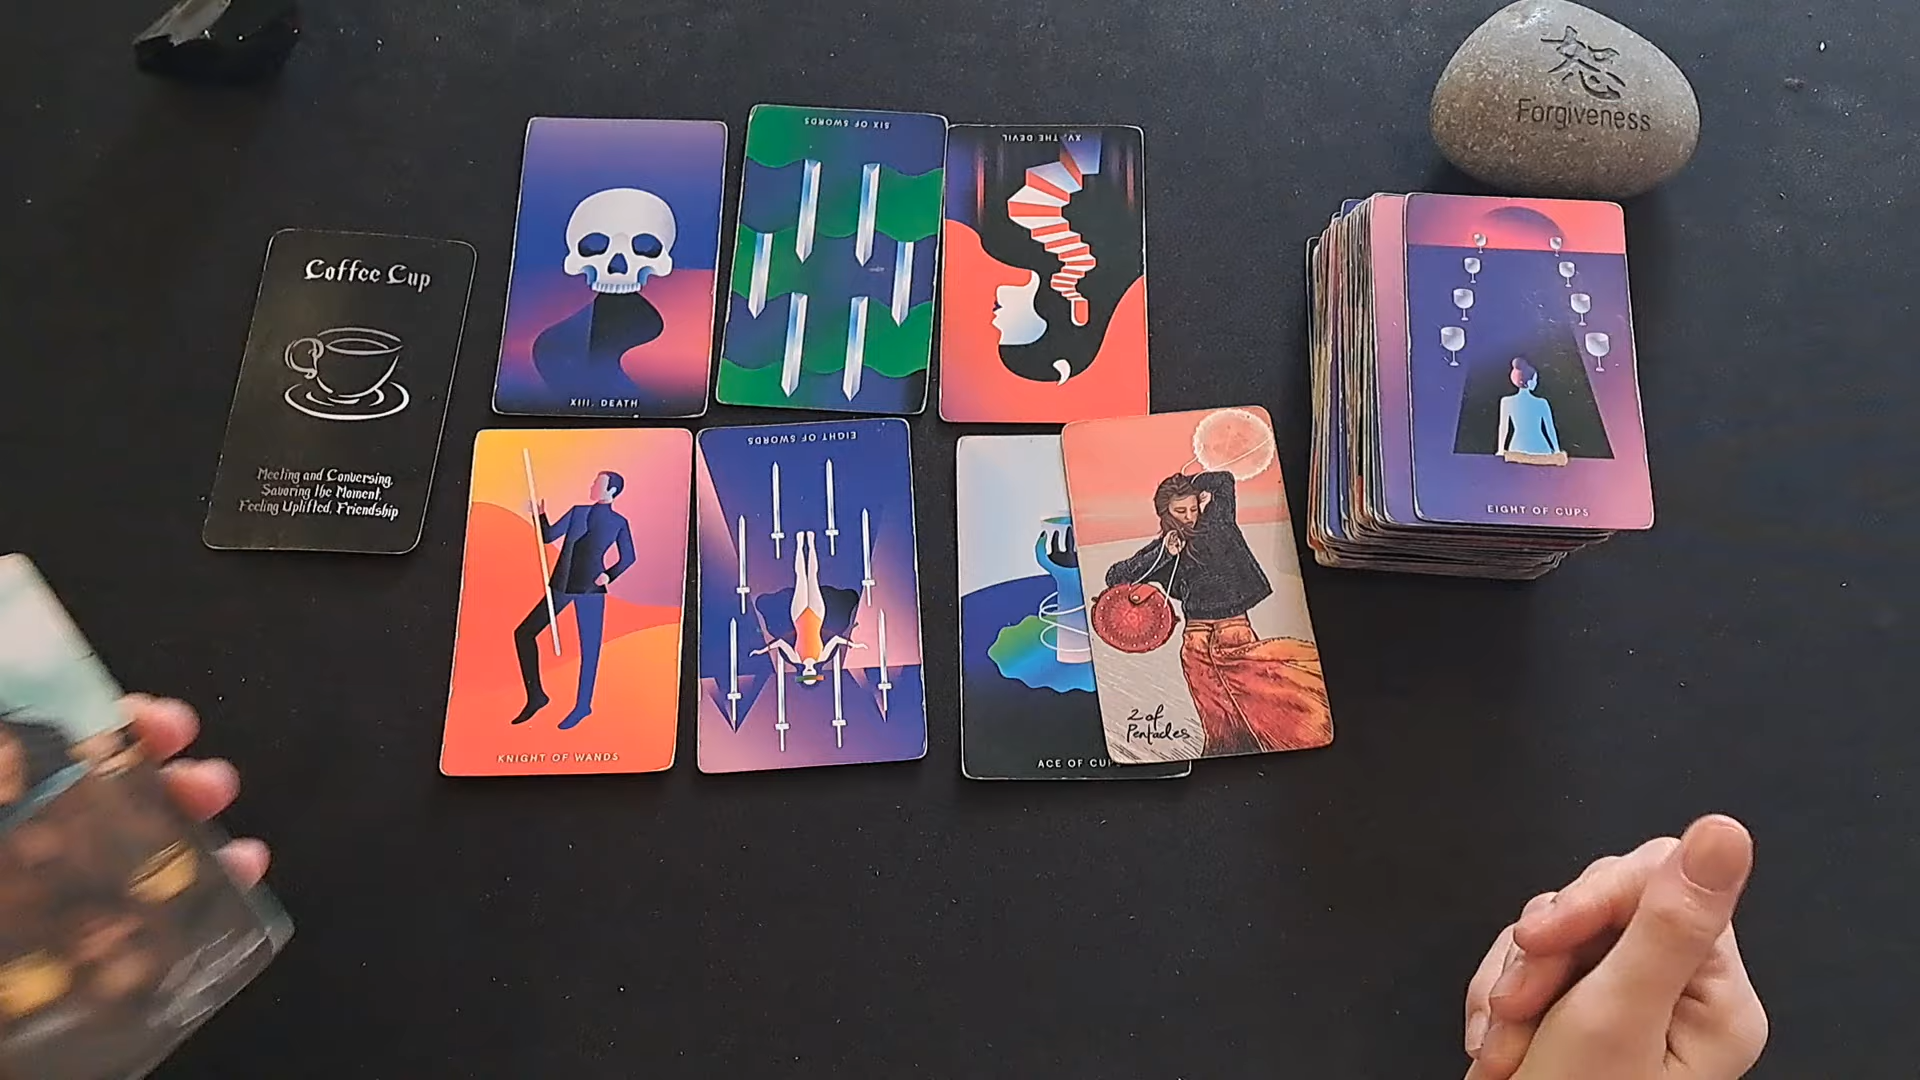 Coffee Cup
Meeting and Conversing,
Savoring the Moment,
Feeling Uplifted, Friendship
XIII. DEATH
SIX OF SWORDS
XV. THE DEVIL
KNIGHT OF WANDS
EIGHT OF SWORDS
ACE OF CUP
2 of
Pentacles
EIGHT OF CUPS
Forgiveness